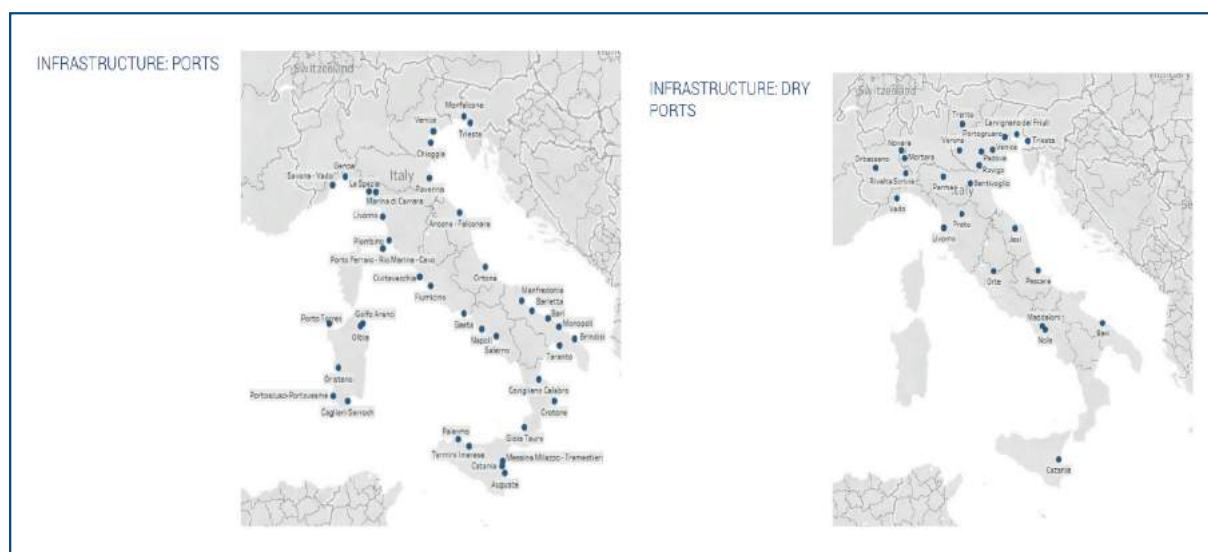 INFRASTRUCTURE: PORTS
Switzerland
Monfalcone
Venice
Trieste
Chioggia
Genoa
Italy
Savona - Vado
La Spezia
Ravenna
Marina di Carrara
Livorno
Ancona - Falconara
Piombino
Porto Ferraio - Rio Marina - Cavo
Ortona
Civitavecchia
Fiumicino
Manfredonia
Barletta
Gaeta
Bari
Porto Torres
Golfo Aranci
Monopoli
Olbia
Napoli
Brindisi
Salerno
Taranto
Oristano
Corigliano Calabro
Portoscuso-Portovesme
Crotone
Cagliari-Sarroch
Gioia Tauro
Palermo
Termini Imerese
Messina Milazzo - Tremestieri
Catania
Augusta
INFRASTRUCTURE: DRY
PORTS
Switzerland
Trento
Cervignano del Friuli
Portogruaro
Novara
Verona
Venice
Trieste
Mortara
Padova
Orbassano
Rovigo
Rivalta Scrivia
Parma
Bentivoglio
Italy
Vado
Prato
Livorno
Jesi
Orte
Pescara
Maddaloni
Nola
Bari
Catania